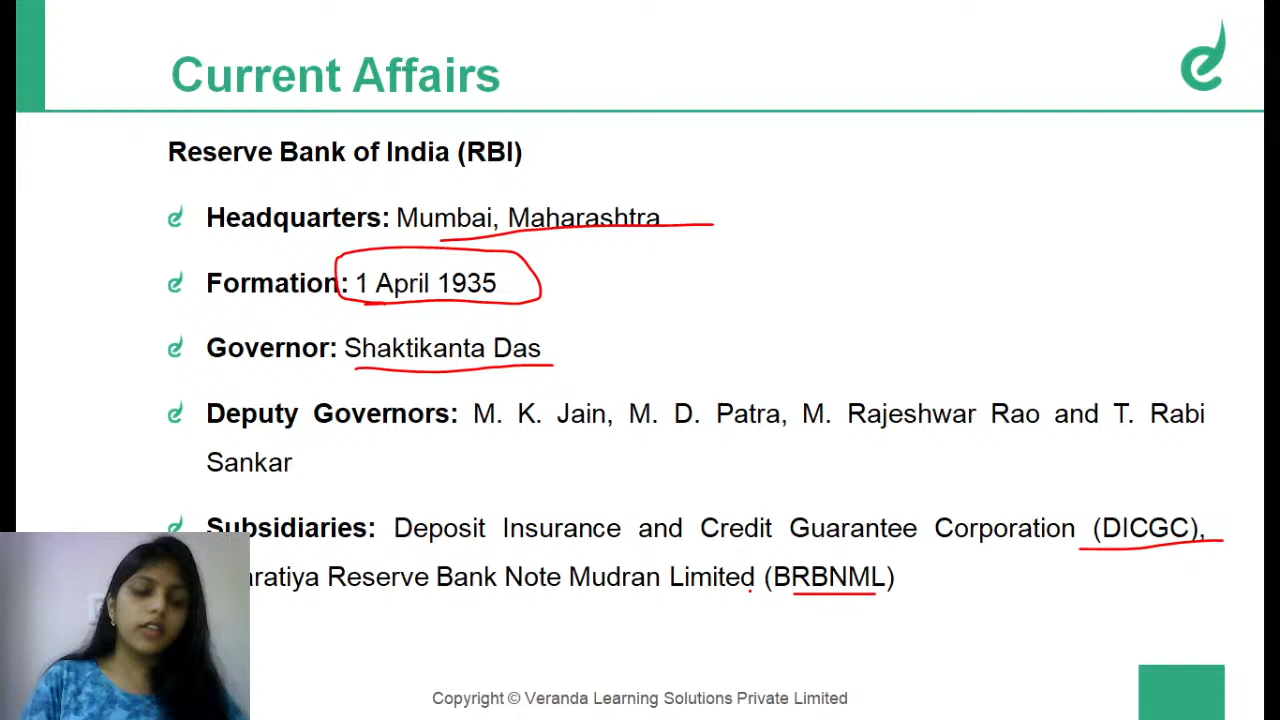 Current Affairs
Reserve Bank of India (RBI)
Headquarters: Mumbai, Maharashtra
Formation: 1 April 1935
Governor: Shaktikanta Das
Deputy Governors: M. K. Jain, M. D. Patra, M. Rajeshwar Rao and T. Rabi
Sankar
Subsidiaries: Deposit Insurance and Credit Guarantee Corporation (DICGC),
Reserve Bank Note Mudran Limited (BRBNML)
Copyright © Veranda Learning Solutions Private Limited